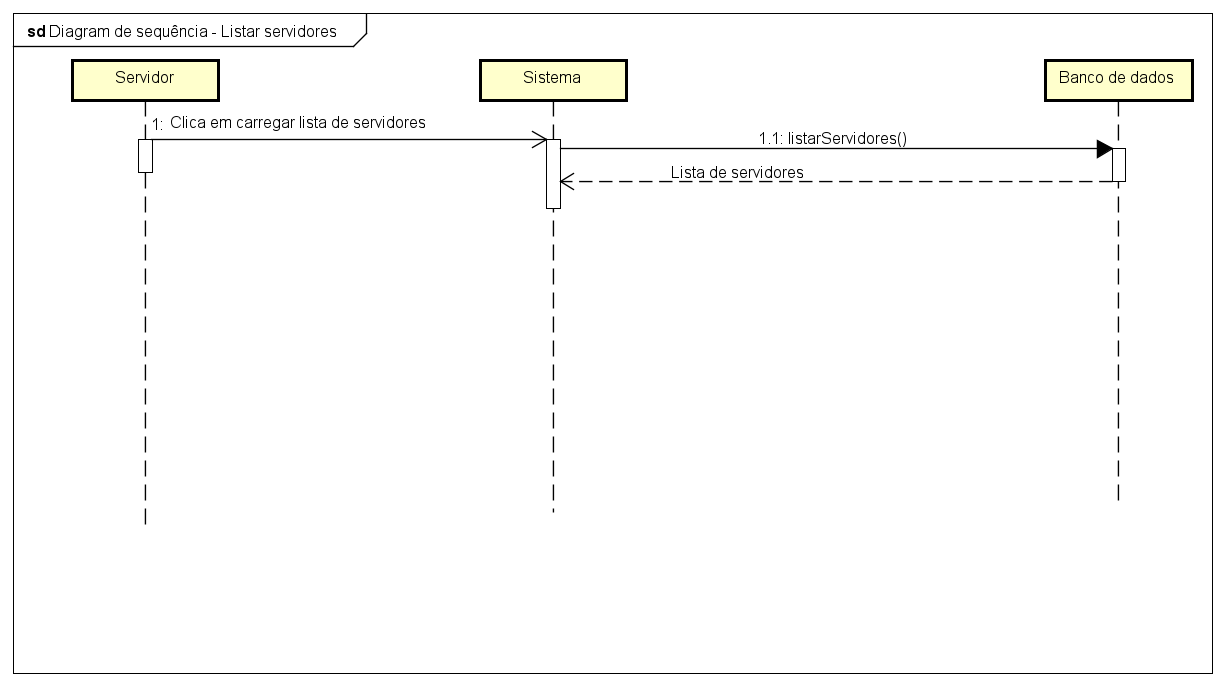 sd Diagram de sequência - Listar servidores
Servidor
Sistema
Banco de dados
1: Clica em carregar lista de servidores
1.1: listarServidores()
Lista de servidores